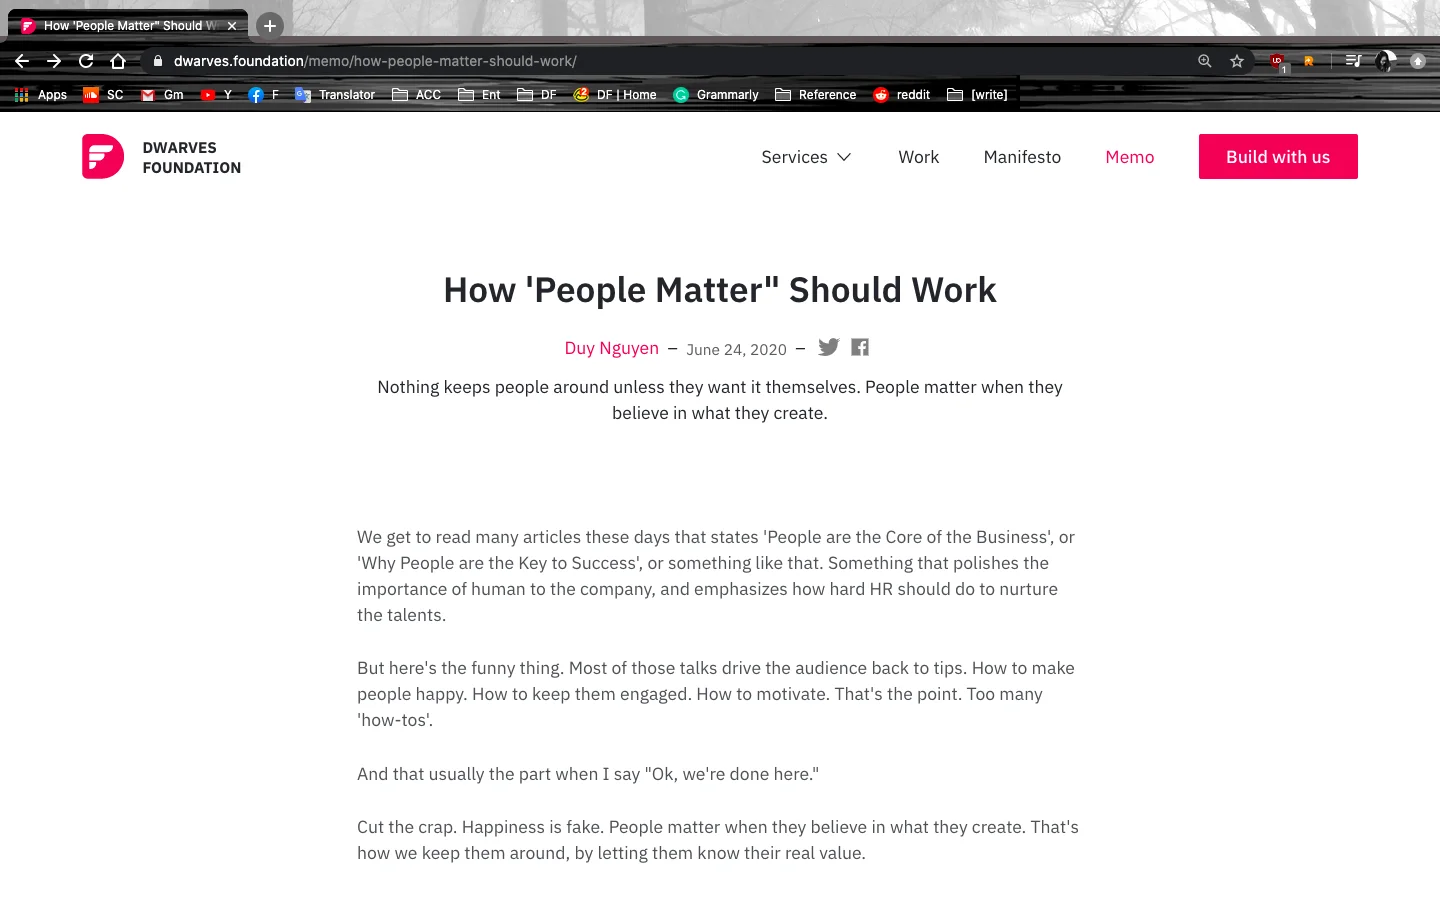 How 'People Matter" Should W
dwarves.foundation/memo/how-people-matter-should-work/
UD
1
Apps SC Gm Y F Translator ACC Ent DF DF | Home Grammarly Reference reddit [write]
DWARVES
FOUNDATION
Services Work Manifesto Memo Build with us
How 'People Matter" Should Work
Duy Nguyen – June 24, 2020 –
Nothing keeps people around unless they want it themselves. People matter when they
believe in what they create.
We get to read many articles these days that states 'People are the Core of the Business', or
'Why People are the Key to Success', or something like that. Something that polishes the
importance of human to the company, and emphasizes how hard HR should do to nurture
the talents.
But here's the funny thing. Most of those talks drive the audience back to tips. How to make
people happy. How to keep them engaged. How to motivate. That's the point. Too many
'how-tos'.
And that usually the part when I say "Ok, we're done here."
Cut the crap. Happiness is fake. People matter when they believe in what they create. That's
how we keep them around, by letting them know their real value.